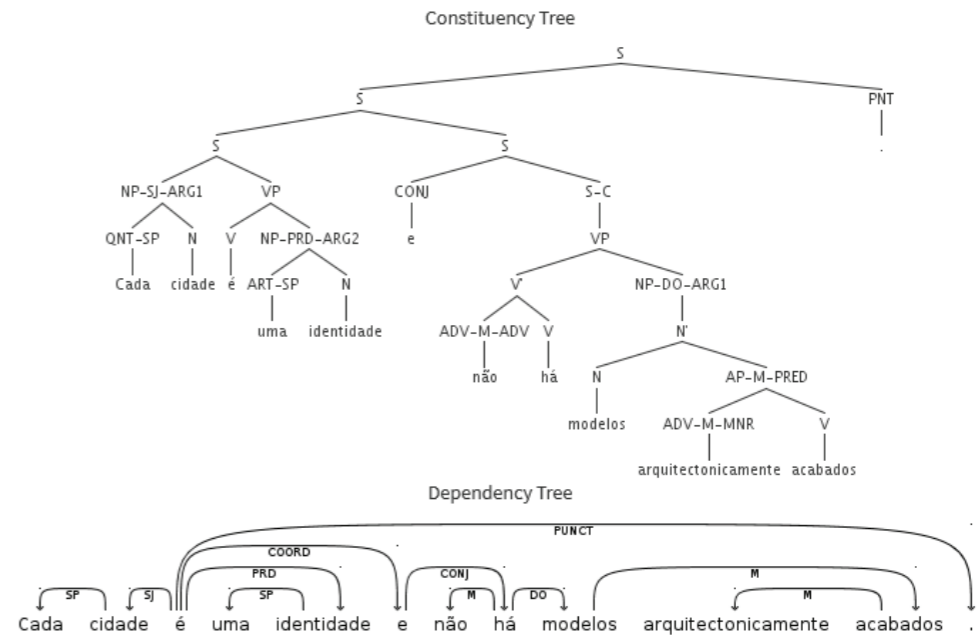 Constituency Tree
S
S PNT
S S .
NP-SJ-ARG1 VP CONJ S-C
QNT-SP N V NP-PRD-ARG2 e VP
Cada cidade é ART-SP N V' NP-DO-ARG1
uma identidade ADV-M-ADV V N'
não há N AP-M-PRED
modelos ADV-M-MNR V
arquitectonicamente acabados
Dependency Tree
PUNCT
COORD
PRD CONJ M
SP SJ SP M DO M
Cada cidade é uma identidade e não há modelos arquitectonicamente acabados .